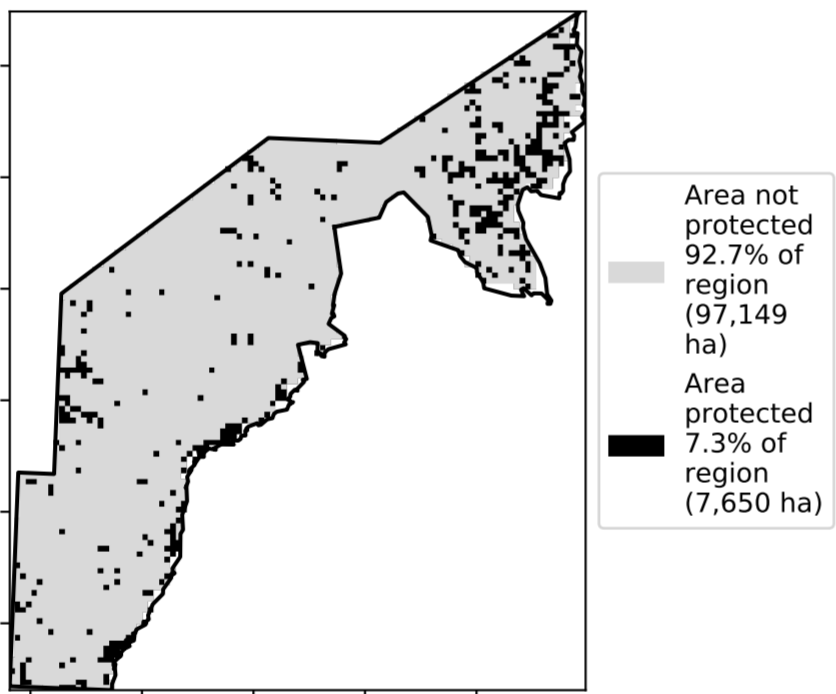 Area not
protected
92.7% of
region
(97,149
ha)
Area
protected
7.3% of
region
(7,650 ha)